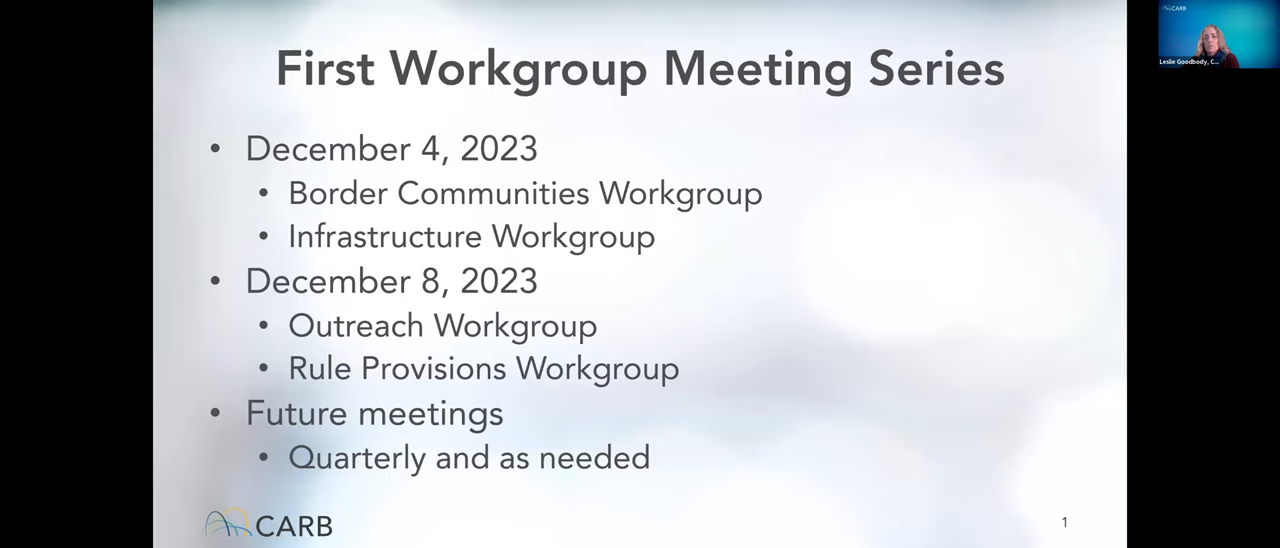 First Workgroup Meeting Series
• December 4, 2023
• Border Communities Workgroup
• Infrastructure Workgroup
• December 8, 2023
• Outreach Workgroup
• Rule Provisions Workgroup
• Future meetings
• Quarterly and as needed
CARB
1
CARB
Leslie Goodbody, C...